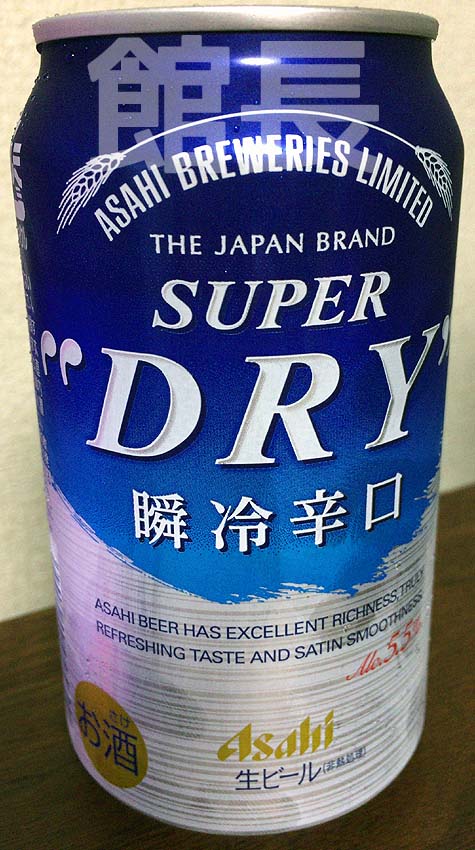 館長
ASAHI BREWERIES LIMITED
THE JAPAN BRAND
SUPER
“DRY”
瞬冷辛口
ASAHI BEER HAS EXCELLENT RICHNESS, TRULY
REFRESHING TASTE AND SATIN SMOOTHNESS
Alc. 5.5%
さけ
お酒
Asahi
生ビール(非熱処理)